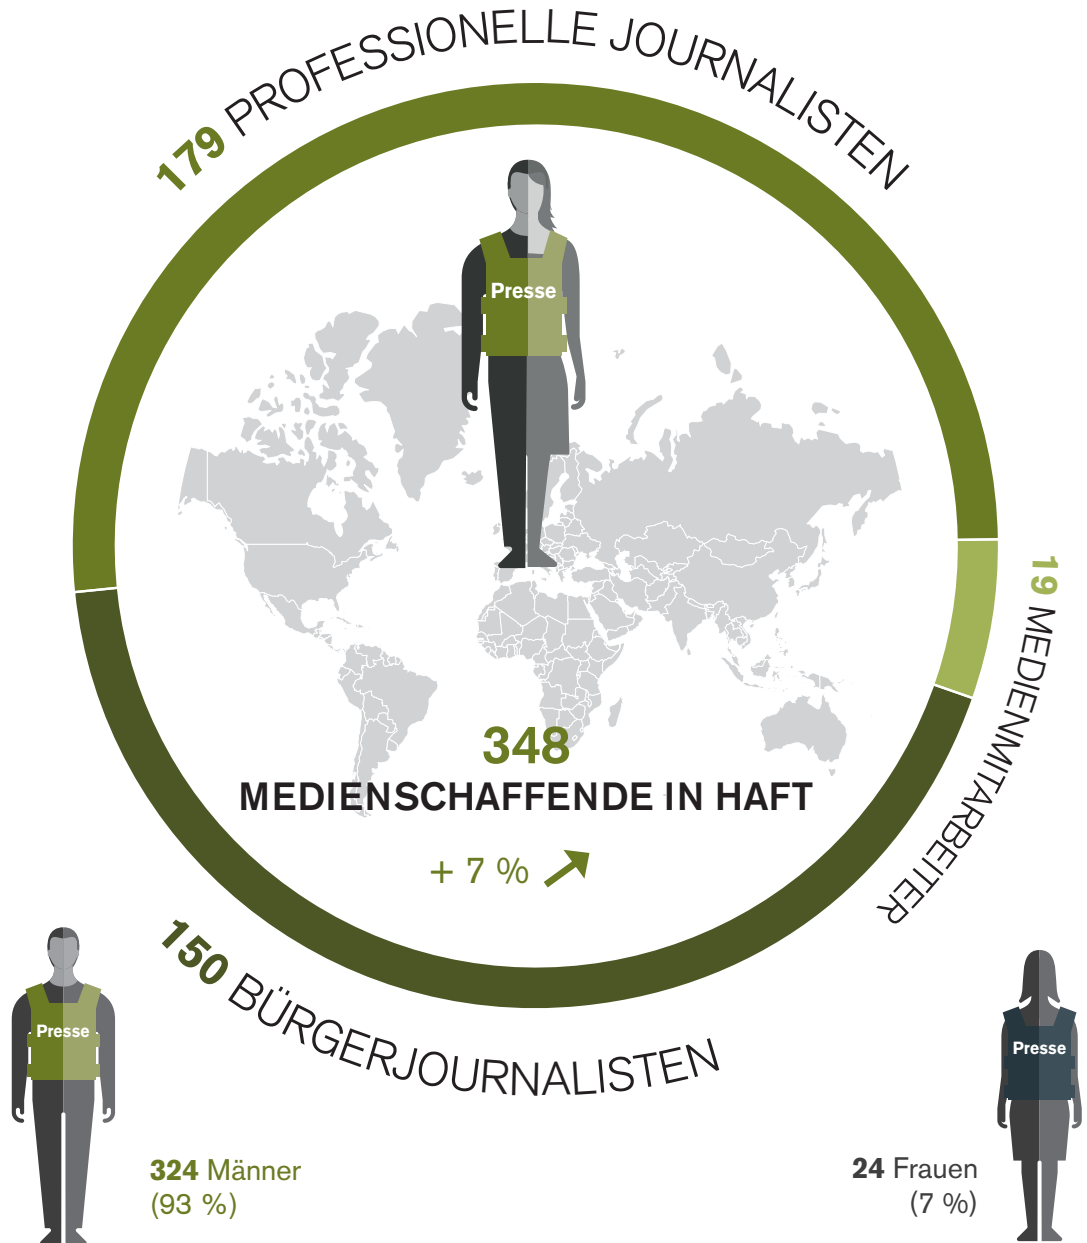 179 PROFESSIONELLE JOURNALISTEN
Presse
19 MEDIENMITARBEITER
348
MEDIENSCHAFFENDE IN HAFT
+ 7 %
150 BÜRGERJOURNALISTEN
Presse
324 Männer
(93 %)
Presse
24 Frauen
(7 %)